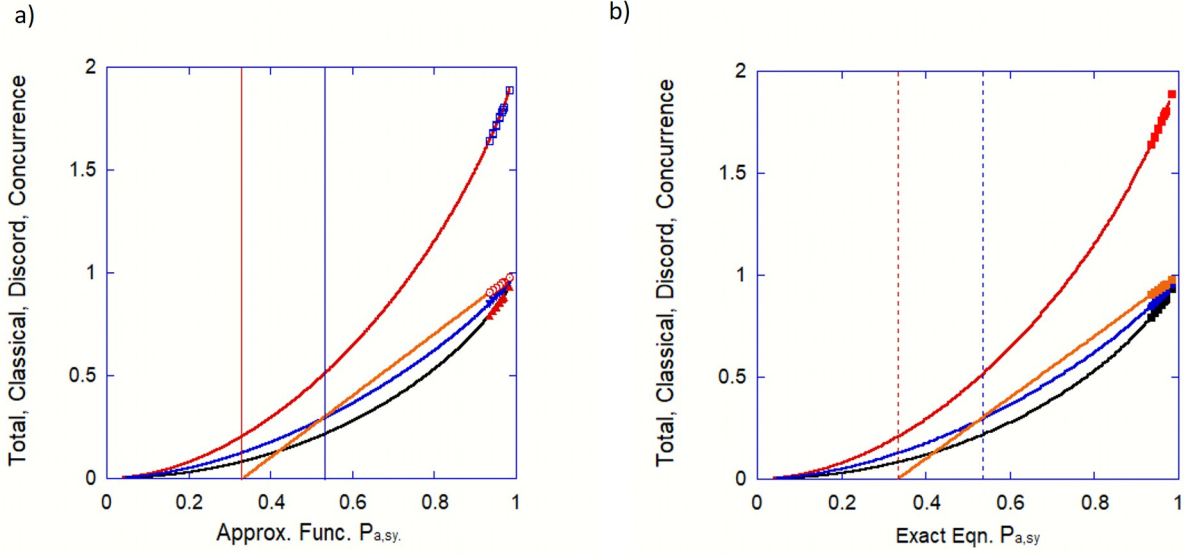 a)
Total, Classical, Discord, Concurrence
2
1.5
1
0.5
0
0 0.2 0.4 0.6 0.8 1
Approx. Func. Pa,sy.
b)
Total, Classical, Discord, Concurrence
2
1.5
1
0.5
0
0 0.2 0.4 0.6 0.8 1
Exact Eqn. Pa,sy